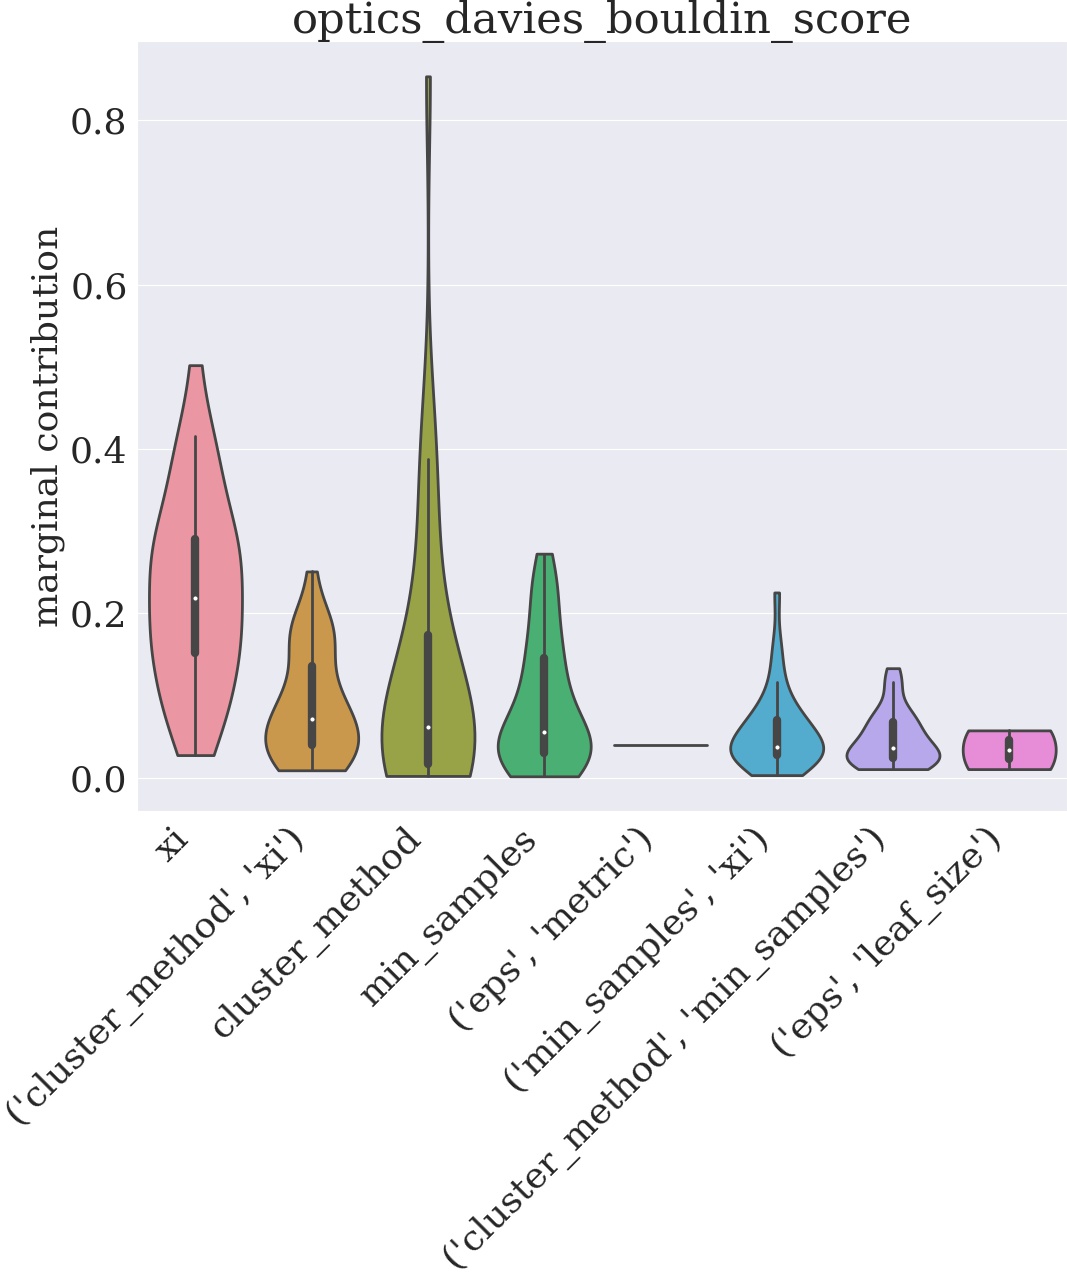 optics_davies_bouldin_score
marginal contribution
0.8
0.6
0.4
0.2
0.0
xi
('cluster_method', 'xi')
cluster_method
min_samples
('eps', 'metric')
('min_samples', 'xi')
('cluster_method', 'min_samples')
('eps', 'leaf_size')